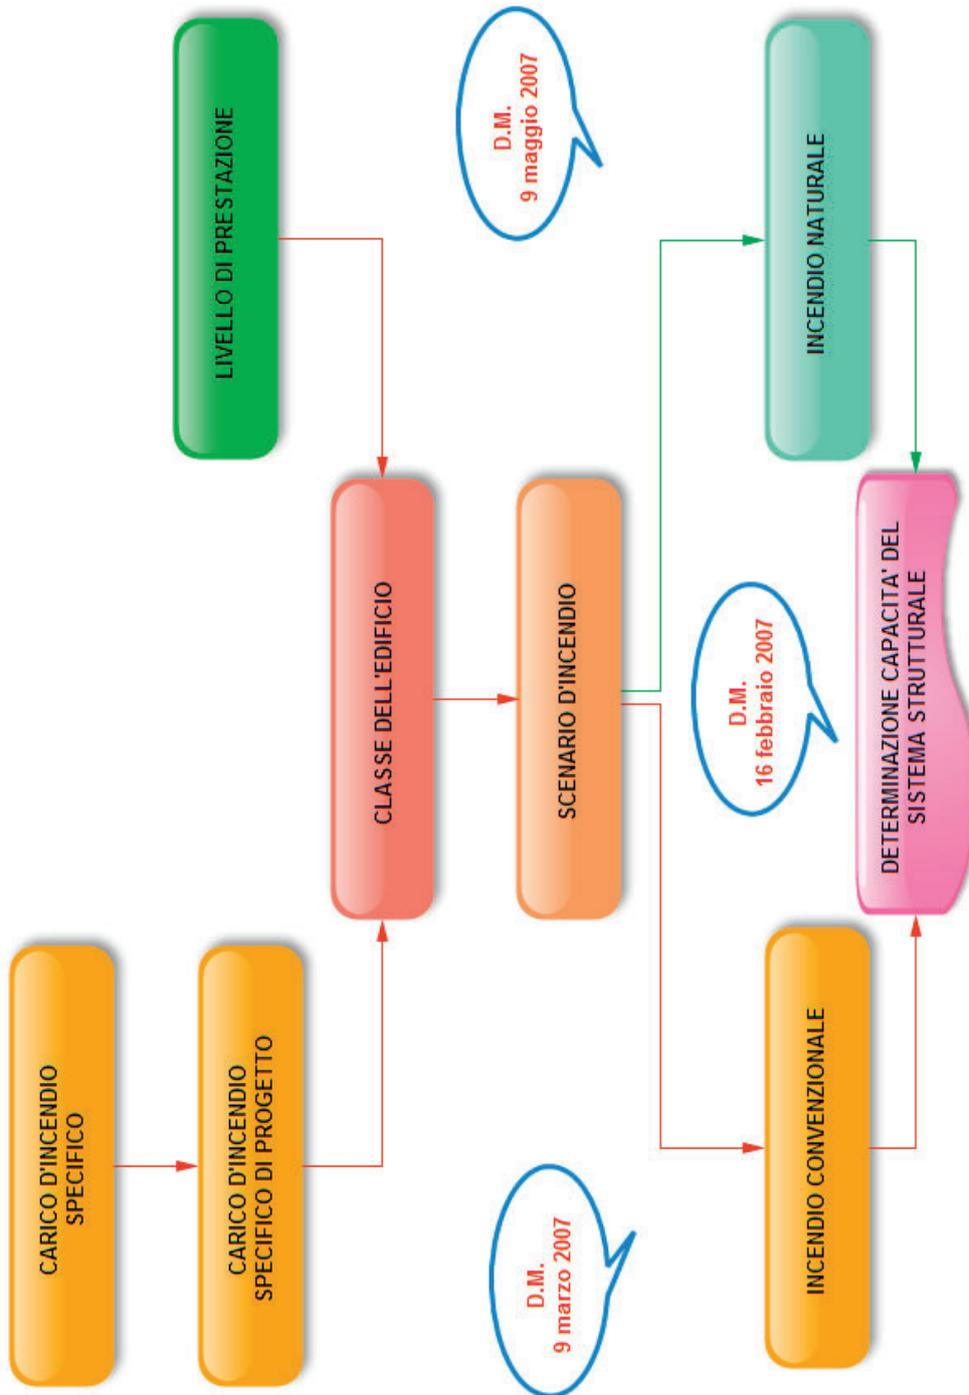 CARICO D'INCENDIO
SPECIFICO
CARICO D'INCENDIO
SPECIFICO DI PROGETTO
LIVELLO DI PRESTAZIONE
CLASSE DELL'EDIFICIO
SCENARIO D'INCENDIO
D.M.
9 marzo 2007
D.M.
9 maggio 2007
D.M.
16 febbraio 2007
INCENDIO CONVENZIONALE
INCENDIO NATURALE
DETERMINAZIONE CAPACITA' DEL
SISTEMA STRUTTURALE